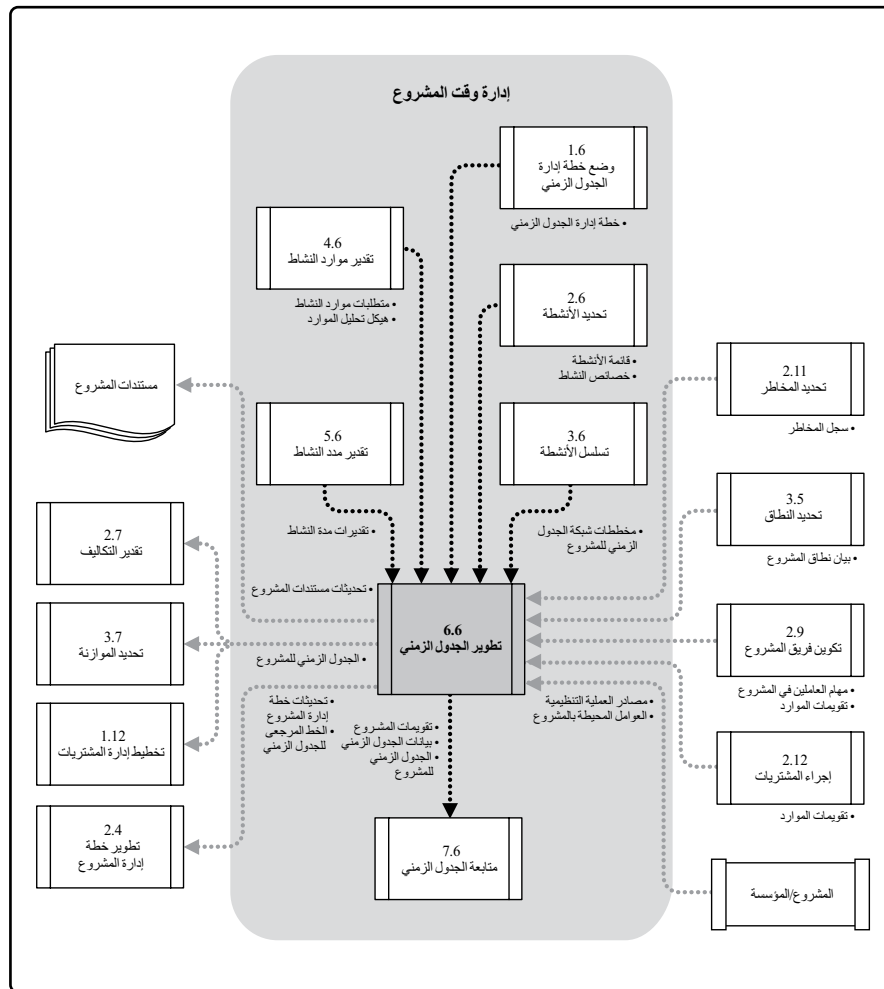 إدارة وقت المشروع
1.6
وضع خطة إدارة
الجدول الزمني
• خطة إدارة الجدول الزمني
4.6
تقدير موارد النشاط
• متطلبات موارد النشاط
• هيكل تحليل الموارد
2.6
تحديد الأنشطة
• قائمة الأنشطة
• خصائص النشاط
2.11
تحديد المخاطر
• سجل المخاطر
مستندات المشروع
3.6
تسلسل الأنشطة
• مخططات شبكة الجدول
الزمني للمشروع
5.6
تقدير مدد النشاط
• تقديرات مدة النشاط
3.5
تحديد النطاق
• بيان نطاق المشروع
2.7
تقدير التكاليف
• تحديثات مستندات المشروع
6.6
تطوير الجدول الزمني
2.9
تكوين فريق المشروع
• مهام العاملين في المشروع
• تقويمات الموارد
3.7
تحديد الموازنة
• الجدول الزمني للمشروع
• مصادر العملية التنظيمية
• العوامل المحيطة بالمشروع
• تحديثات خطة
إدارة المشروع
• الخط المرجعى
للجدول الزمني
• تقويمات المشروع
• بيانات الجدول الزمني
• الجدول الزمني
للمشروع
1.12
تخطيط إدارة المشتريات
2.12
إجراء المشتريات
• تقويمات الموارد
2.4
تطوير خطة
إدارة المشروع
7.6
متابعة الجدول الزمني
المشروع/المؤسسة